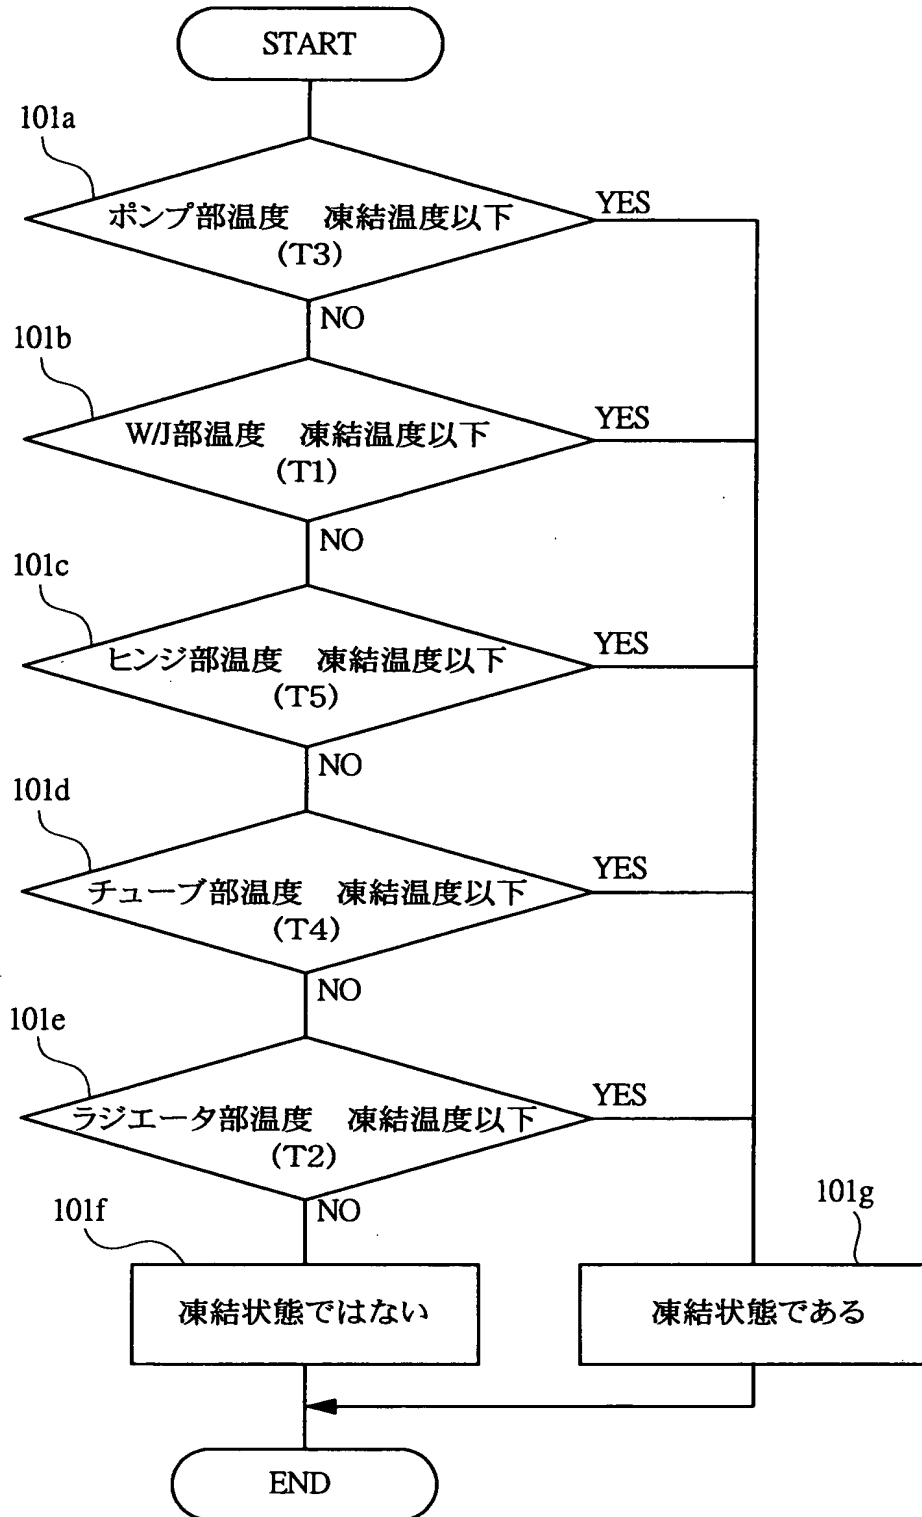 START
101a
ポンプ部温度 凍結温度以下
(T3)
YES
NO
101b
W/J部温度 凍結温度以下
(T1)
YES
NO
101c
ヒンジ部温度 凍結温度以下
(T5)
YES
NO
101d
チューブ部温度 凍結温度以下
(T4)
YES
NO
101e
ラジエータ部温度 凍結温度以下
(T2)
YES
NO
101f
凍結状態ではない
101g
凍結状態である
END